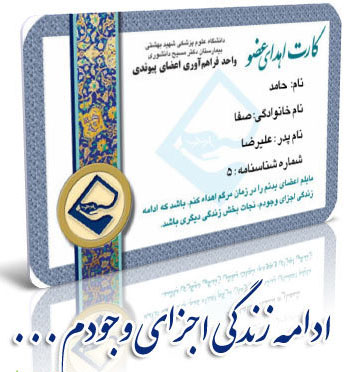 کارت اهدای عضو
دانشگاه علوم پزشکی شهید بهشتی
بیمارستان دکتر مسیح دانشوری
واحد فراهم‌آوری اعضای پیوندی
نام: حامد
نام خانوادگی: صفا
نام پدر: علیرضا
شماره شناسنامه: ۵
مایلم اعضای بدنم را در زمان مرگم اهداء کنم. باشد که ادامه
زندگی اجزای وجودم، نجات بخش زندگی دیگری باشد.
ادامه زندگی اجزای وجودم ...